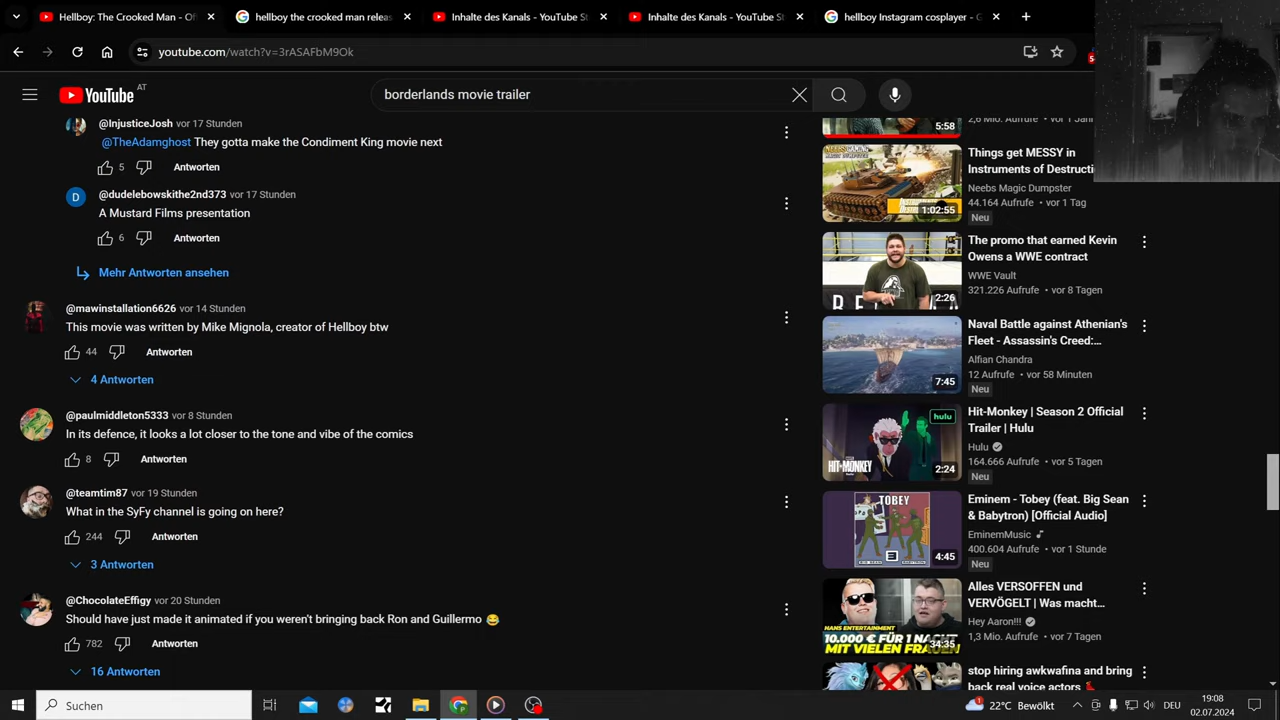 Hellboy: The Crooked Man - Of
hellboy the crooked man releas
Inhalte des Kanals - YouTube St
Inhalte des Kanals - YouTube St
hellboy Instagram cosplayer - G
youtube.com/watch?v=3rASAFbM9Ok
YouTube AT
borderlands movie trailer
@InjusticeJosh vor 17 Stunden
@TheAdamghost They gotta make the Condiment King movie next
5 Antworten
@dudelebowskithe2nd373 vor 17 Stunden
A Mustard Films presentation
6 Antworten
Mehr Antworten ansehen
@mawinstallation6626 vor 14 Stunden
This movie was written by Mike Mignola, creator of Hellboy btw
44 Antworten
4 Antworten
@paulmiddleton5333 vor 8 Stunden
In its defence, it looks a lot closer to the tone and vibe of the comics
8 Antworten
@teamtim87 vor 19 Stunden
What in the SyFy channel is going on here?
244 Antworten
3 Antworten
@ChocolateEffigy vor 20 Stunden
Should have just made it animated if you weren't bringing back Ron and Guillermo 😂
782 Antworten
16 Antworten
5:58
2,6 Mio. Aufrufe • vor 1 Jahr
1:02:55
Things get MESSY in
Instruments of Destructi
Neebs Magic Dumpster
44.164 Aufrufe • vor 1 Tag
Neu
2:26
The promo that earned Kevin
Owens a WWE contract
WWE Vault
321.226 Aufrufe • vor 8 Tagen
7:45
Naval Battle against Athenian's
Fleet - Assassin's Creed:...
Alfian Chandra
12 Aufrufe • vor 58 Minuten
Neu
hulu
HIT-MONKEY
2:24
Hit-Monkey | Season 2 Official
Trailer | Hulu
Hulu
164.666 Aufrufe • vor 5 Tagen
Neu
TOBEY
4:45
Eminem - Tobey (feat. Big Sean
& Babytron) [Official Audio]
EminemMusic
400.604 Aufrufe • vor 1 Stunde
Neu
HANS ENTERTAINMENT
10.000 € FÜR 1 NACHT
MIT VIELEN FRAUEN
34:35
Alles VERSOFFEN und
VERVÖGELT | Was macht...
Hey Aaron!!!
1,3 Mio. Aufrufe • vor 7 Tagen
stop hiring awkwafina and bring
back real voice actors
Suchen
22°C Bewölkt
DEU
19:08
02.07.2024